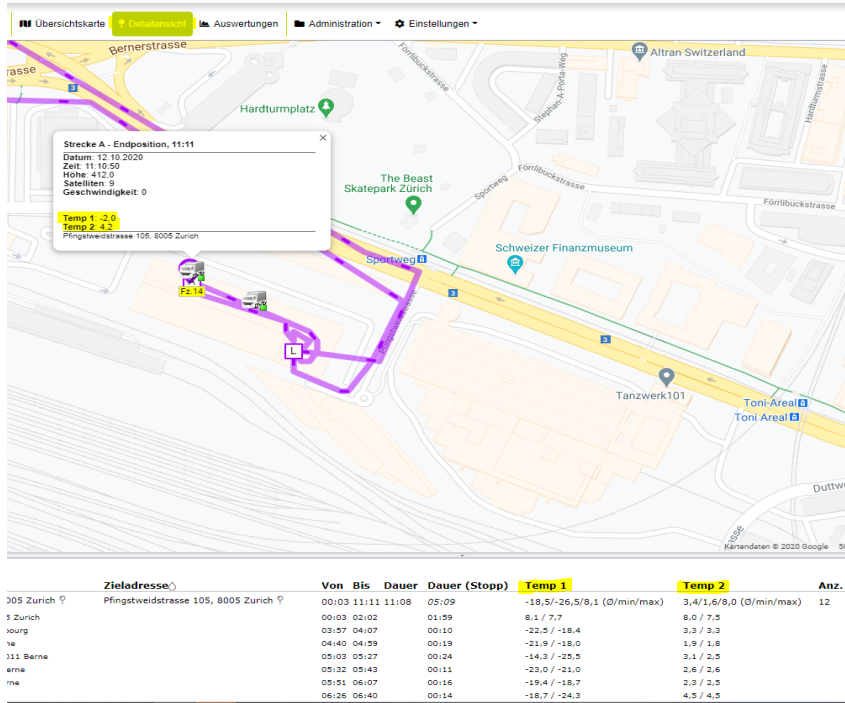 Übersichtskarte Detailansicht Auswertungen Administration Einstellungen
Bernerstrasse
rasse
3
Förrlibuckstrasse
Stephan-A-Porta-Weg
Altran Switzerland
Hardturmstrasse
Hardturmplatz
Strecke A - Endposition, 11:11
Datum: 12.10.2020
Zeit: 11:10:50
Höhe: 412,0
Satelliten: 9
Geschwindigkeit: 0
Temp 1: -2,0
Temp 2: 4,2
Pfingstweidstrasse 105, 8005 Zurich
The Beast
Skatepark Zürich
Sportweg
Förrlibuckstrasse
Förrlibuckstrasse
Schweizer Finanzmuseum
Sportweg
Fz.14
3
Pfingstweidstrasse
3
L
Tanzwerk101
Toni-Areal
Toni Areal
Duttw
asse
Kartendaten © 2020 Google 50
Zieladresse Von Bis Dauer Dauer (Stopp) Temp 1 Temp 2 Anz.
005 Zurich Pfingstweidstrasse 105, 8005 Zurich 00:03 11:11 11:08 05:09 -18,5/-26,5/8,1 (Ø/min/max) 3,4/1,6/8,0 (Ø/min/max) 12
5 Zurich 00:03 02:02 01:59 8,1 / 7,7 8,0 / 7,5
bourg 03:57 04:07 00:10 -22,5 / -18,4 3,3 / 3,3
ne 04:40 04:59 00:19 -21,9 / -18,0 1,9 / 1,8
011 Berne 05:03 05:27 00:24 -14,3 / -25,5 3,1 / 2,5
erne 05:32 05:43 00:11 -23,0 / -21,0 2,6 / 2,6
rne 05:51 06:07 00:16 -19,4 / -18,7 2,3 / 2,5
06:26 06:40 00:14 -18,7 / -24,3 4,5 / 4,5